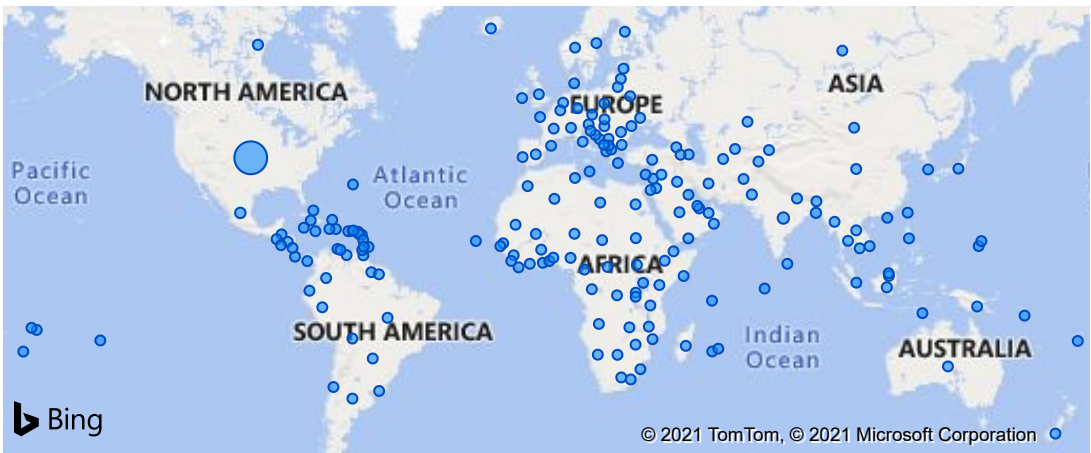 NORTH AMERICA
EUROPE
ASIA
Pacific
Ocean
Atlantic
Ocean
AFRICA
SOUTH AMERICA
Indian
Ocean
AUSTRALIA
Bing
© 2021 TomTom, © 2021 Microsoft Corporation